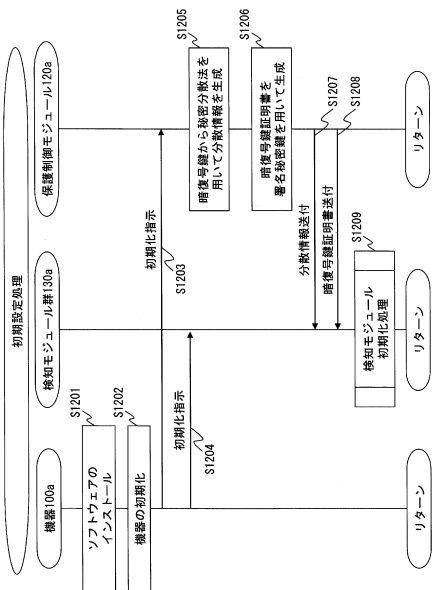 初期設定処理
機器100a
検知モジュール群130a
保護制御モジュール120a
S1201
ソフトウェアの
インストール
S1202
機器の初期化
初期化指示
S1203
初期化指示
S1204
S1205
暗復号鍵から秘密分散法を
用いて分散情報を生成
S1206
暗復号鍵証明書を
署名秘密鍵を用いて生成
分散情報送付
S1207
暗復号鍵証明書送付
S1208
S1209
検知モジュール
初期化処理
リターン
リターン
リターン